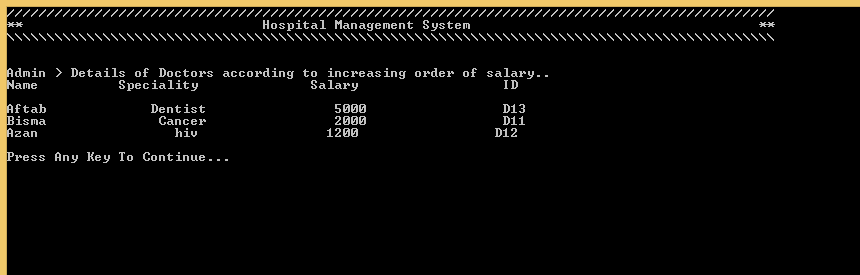 ////////////////////////////////////////////////////////////////////////////////////////////////
** Hospital Management System **
\\\\\\\\\\\\\\\\\\\\\\\\\\\\\\\\\\\\\\\\\\\\\\\\\\\\\\\\\\\\\\\\\\\\\\\\\\\\\\\\\\\\\\\\\\\\\\\\
Admin > Details of Doctors according to increasing order of salary..
Name Speciality Salary ID
Aftab Dentist 5000 D13
Bisma Cancer 2000 D11
Azan hiv 1200 D12
Press Any Key To Continue...